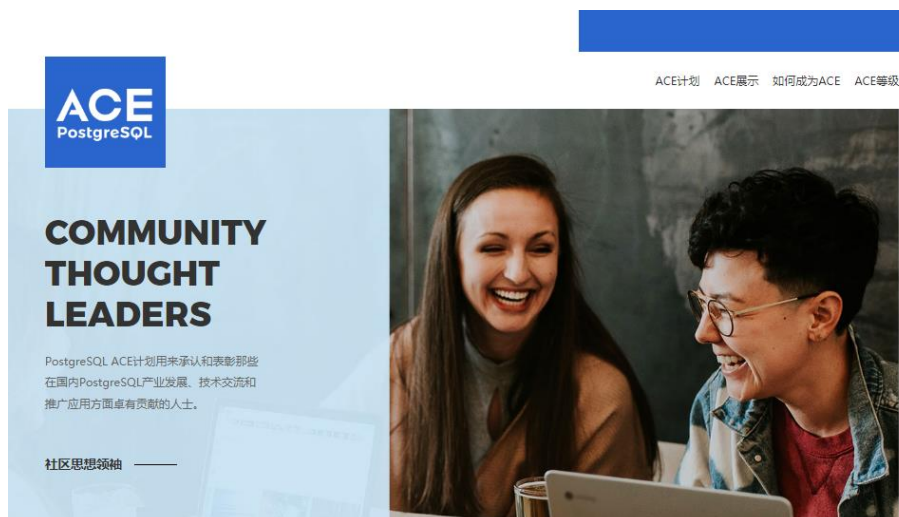 ACE计划 ACE展示 如何成为ACE ACE等级
ACE
PostgreSQL
COMMUNITY
THOUGHT
LEADERS
PostgreSQL ACE计划用来承认和表彰那些
在国内PostgreSQL产业发展、技术交流和
推广应用方面卓有贡献的人士。
社区思想领袖